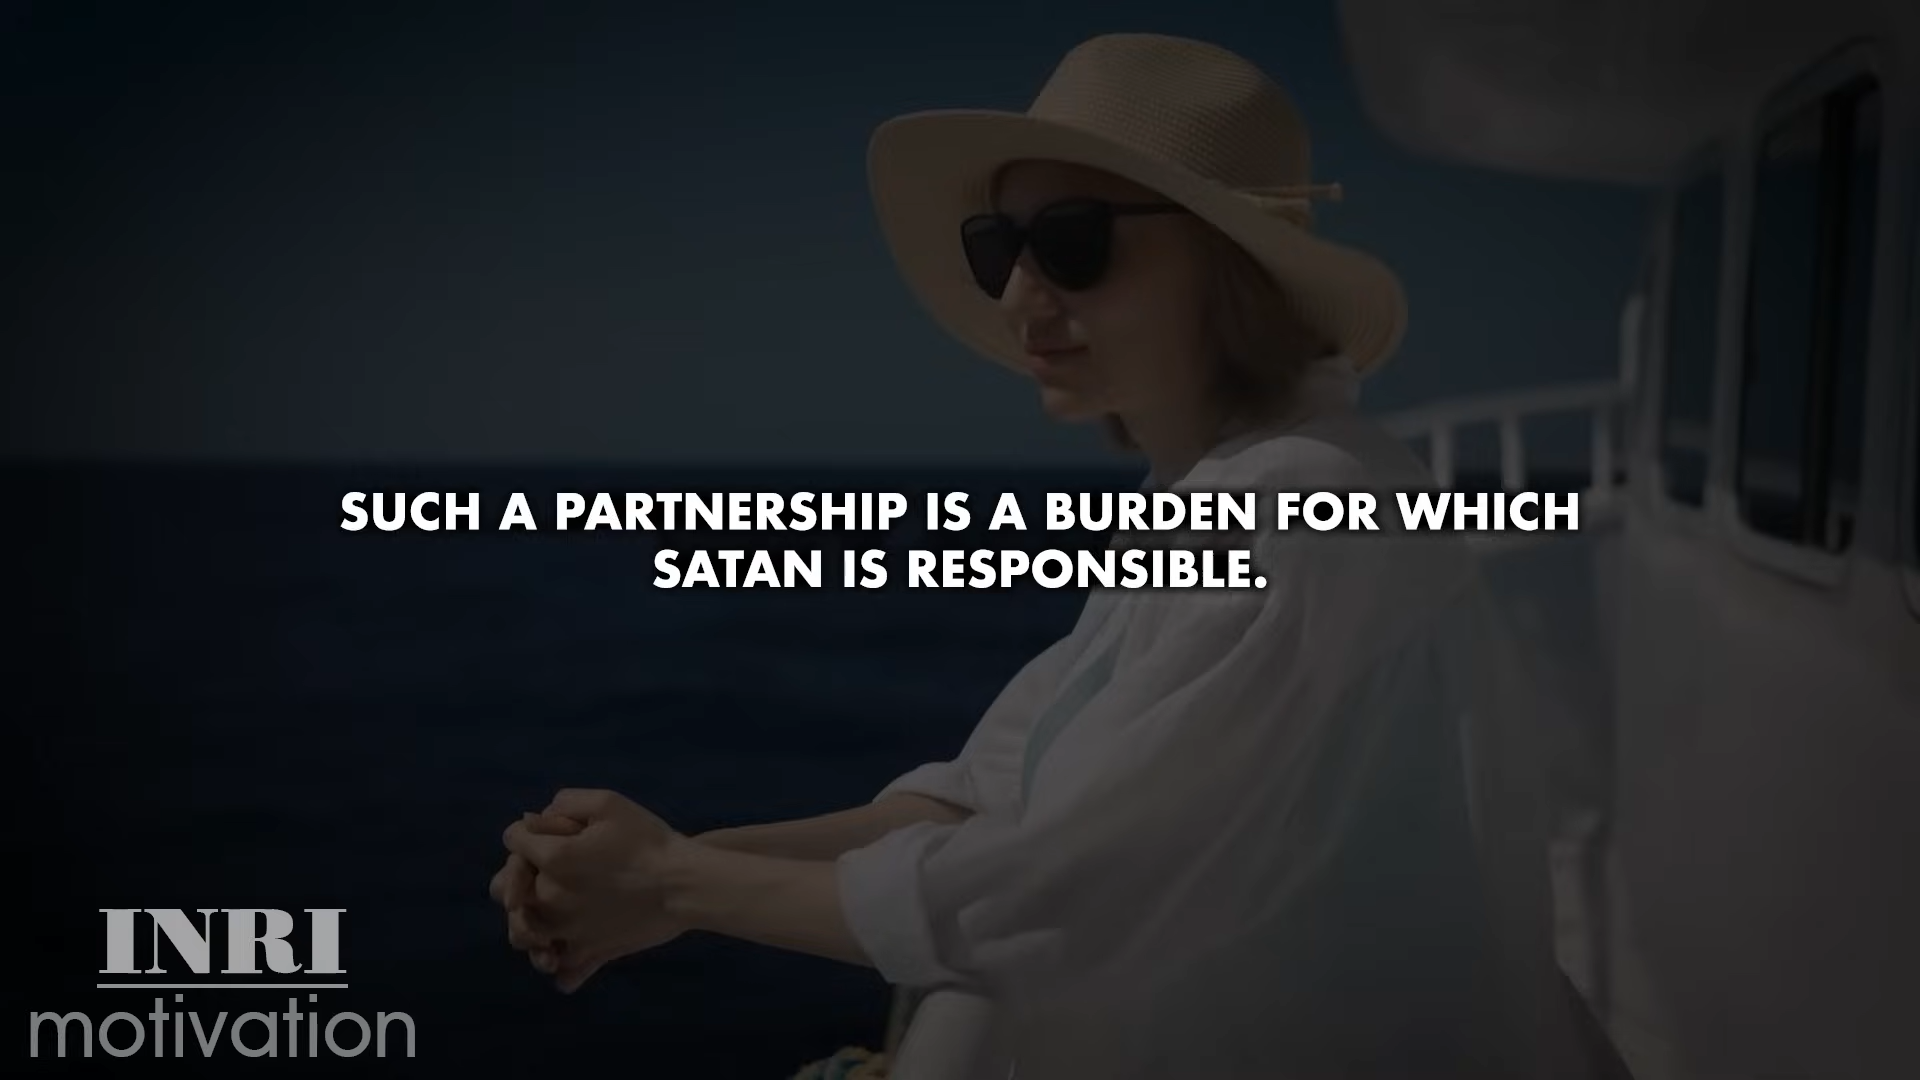 SUCH A PARTNERSHIP IS A BURDEN FOR WHICH
SATAN IS RESPONSIBLE.
INRI
motivation